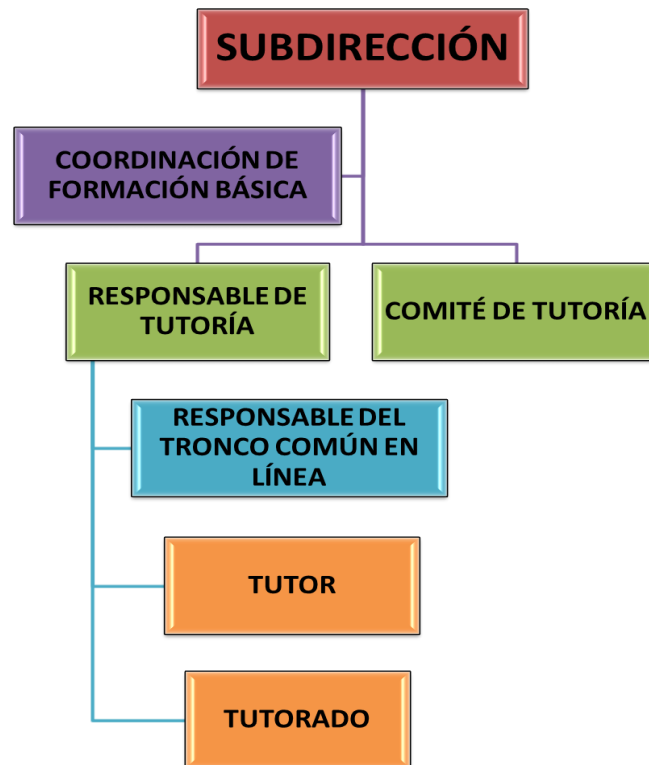 SUBDIRECCIÓN
COORDINACIÓN DE
FORMACIÓN BÁSICA
RESPONSABLE DE
TUTORÍA
COMITÉ DE TUTORÍA
RESPONSABLE DEL
TRONCO COMÚN EN
LÍNEA
TUTOR
TUTORADO